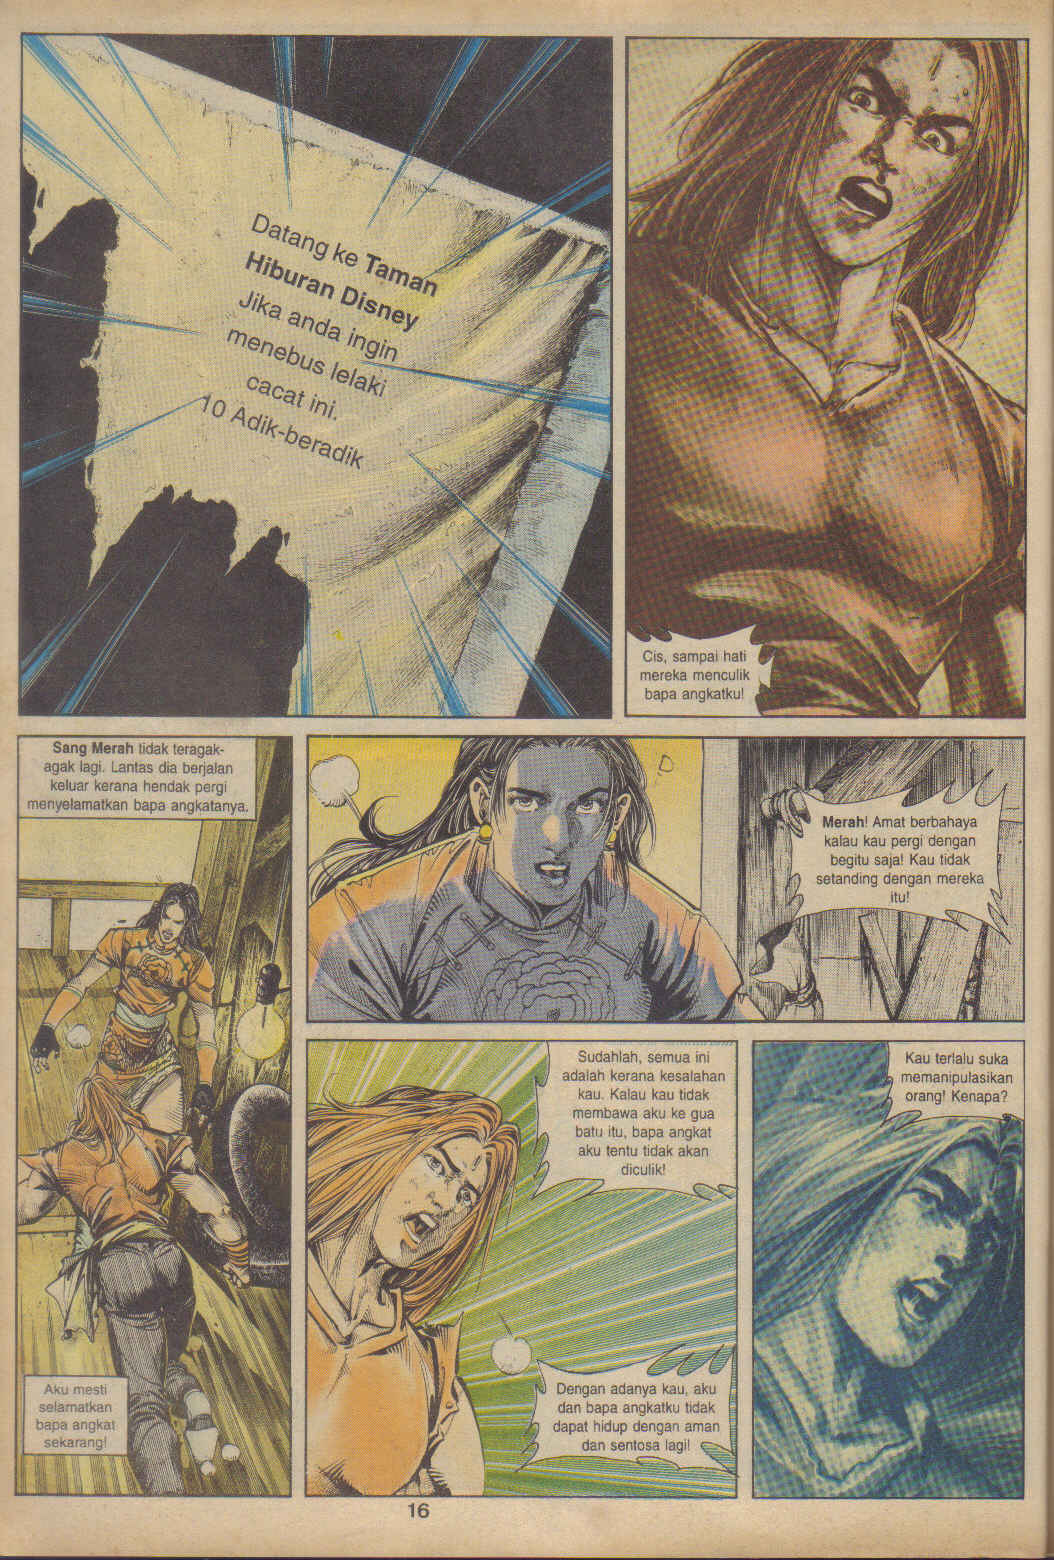 Datang ke Taman
Hiburan Disney
Jika anda ingin
menebus lelaki
cacat ini.
10 Adik-beradik
Cis, sampai hati
mereka menculik
bapa angkatku!
Sang Merah tidak teragak-
agak lagi. Lantas dia berjalan
keluar kerana hendak pergi
menyelamatkan bapa angkatanya.
Aku mesti
selamatkan
bapa angkat
sekarang!
Merah! Amat berbahaya
kalau kau pergi dengan
begitu saja! Kau tidak
setanding dengan mereka
itu!
Sudahlah, semua ini
adalah kerana kesalahan
kau. Kalau kau tidak
membawa aku ke gua
batu itu, bapa angkat
aku tentu tidak akan
diculik!
Dengan adanya kau, aku
dan bapa angkatku tidak
dapat hidup dengan aman
dan sentosa lagi!
Kau terlalu suka
memanipulasikan
orang! Kenapa?
16